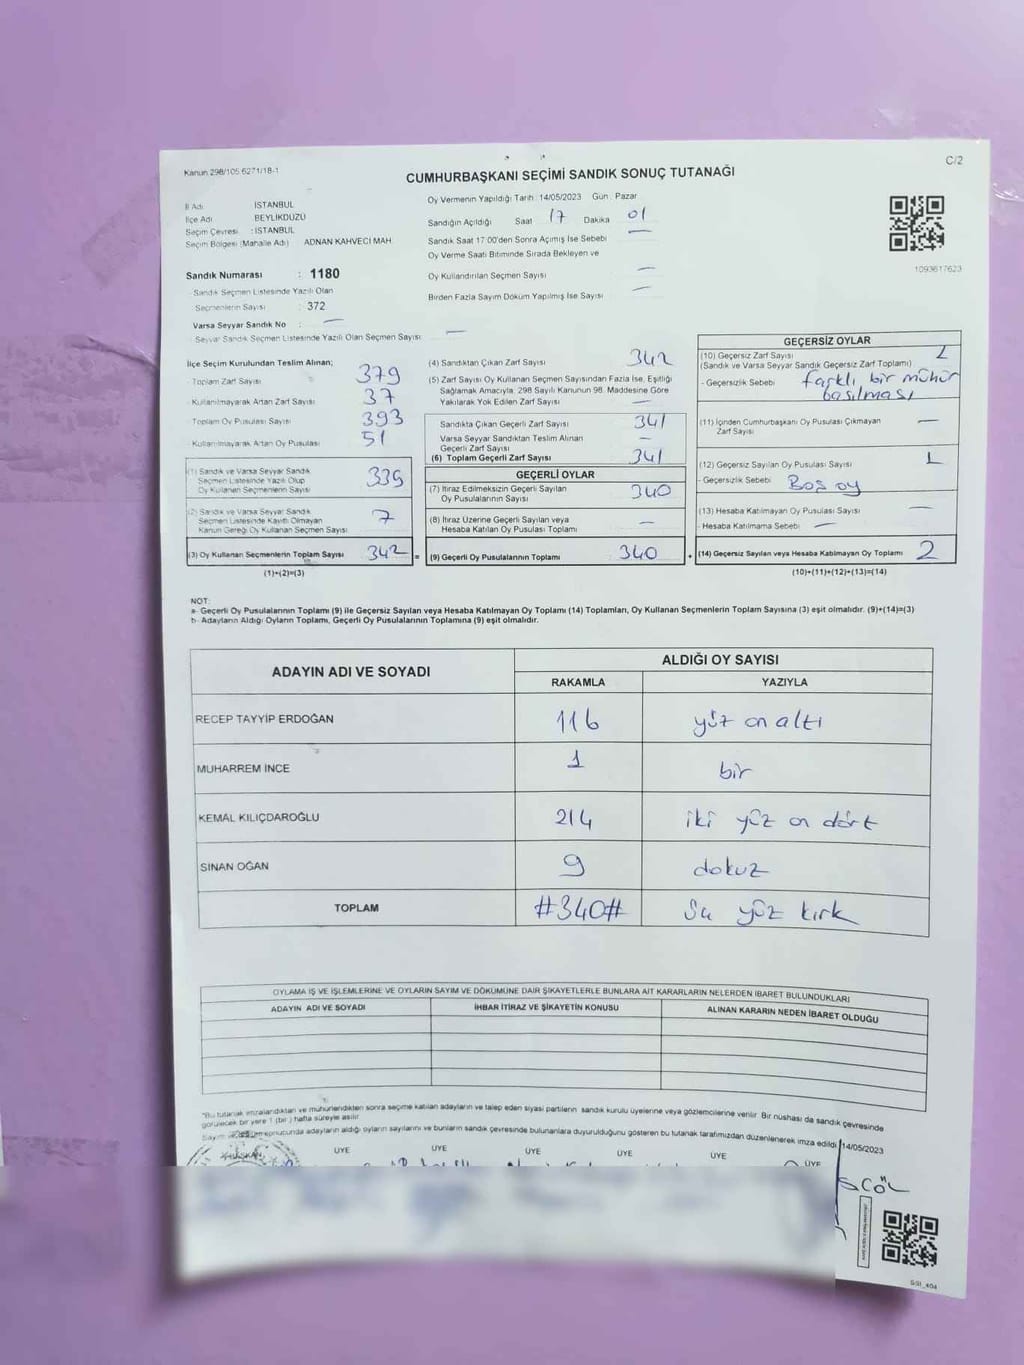 Kanun 298/105 6271/18-1
C/2
CUMHURBAŞKANI SEÇİMİ SANDIK SONUÇ TUTANAĞI
İl Adı İSTANBUL
İlçe Adı BEYLİKDÜZÜ
Seçim Çevresi : İSTANBUL
Seçim Bölgesi (Mahalle Adı) ADNAN KAHVECİ MAH.
Sandık Numarası : 1180
Sandık Seçmen Listesinde Yazılı Olan
Seçmenlerin Sayısı : 372
Varsa Seyyar Sandık No : —
Seyyar Sandık Seçmen Listesinde Yazılı Olan Seçmen Sayısı : —
Oy Vermenin Yapıldığı Tarih : 14/05/2023 Gün : Pazar
Sandığın Açıldığı Saat 17 Dakika 01
Sandık Saat 17.00'den Sonra Açılmış İse Sebebi —
Oy Verme Saati Bitiminde Sırada Bekleyen ve
Oy Kullandırılan Seçmen Sayısı —
Birden Fazla Sayım Döküm Yapılmış İse Sayısı —
1093617623
İlçe Seçim Kurulundan Teslim Alınan;
- Toplam Zarf Sayısı 379
- Kullanılmayarak Artan Zarf Sayısı 37
Toplam Oy Pusulası Sayısı 393
- Kullanılmayarak Artan Oy Pusulası 51
(1) Sandık ve Varsa Seyyar Sandık
Seçmen Listesinde Yazılı Olup
Oy Kullanan Seçmenlerin Sayısı 335
(2) Sandık ve Varsa Seyyar Sandık
Seçmen Listesinde Kayıtlı Olmayan
Kanun Gereği Oy Kullanan Seçmen Sayısı 7
(3) Oy Kullanan Seçmenlerin Toplam Sayısı 342 =
(1)+(2)=(3)
(4) Sandıktan Çıkan Zarf Sayısı 342
(5) Zarf Sayısı Oy Kullanan Seçmen Sayısından Fazla İse, Eşitliği
Sağlamak Amacıyla; 298 Sayılı Kanunun 98. Maddesine Göre
Yakılarak Yok Edilen Zarf Sayısı —
Sandıkta Çıkan Geçerli Zarf Sayısı 341
Varsa Seyyar Sandıktan Teslim Alınan
Geçerli Zarf Sayısı —
(6) Toplam Geçerli Zarf Sayısı 341
GEÇERLİ OYLAR
(7) İtiraz Edilmeksizin Geçerli Sayılan
Oy Pusulalarının Sayısı 340
(8) İtiraz Üzerine Geçerli Sayılan veya
Hesaba Katılan Oy Pusulası Toplamı —
(9) Geçerli Oy Pusulalarının Toplamı 340 +
GEÇERSİZ OYLAR
(10) Geçersiz Zarf Sayısı 1
(Sandık ve Varsa Seyyar Sandık Geçersiz Zarf Toplamı)
- Geçersizlik Sebebi farklı bir mühür
basılması
(11) İçinden Cumhurbaşkanı Oy Pusulası Çıkmayan
Zarf Sayısı —
(12) Geçersiz Sayılan Oy Pusulası Sayısı 1
- Geçersizlik Sebebi Boş oy
(13) Hesaba Katılmayan Oy Pusulası Sayısı —
- Hesaba Katılmama Sebebi —
(14) Geçersiz Sayılan veya Hesaba Katılmayan Oy Toplamı 2
(10)+(11)+(12)+(13)=(14)
NOT:
a- Geçerli Oy Pusulalarının Toplamı (9) ile Geçersiz Sayılan veya Hesaba Katılmayan Oy Toplamı (14) Toplamları, Oy Kullanan Seçmenlerin Toplam Sayısına (3) eşit olmalıdır. (9)+(14)=(3)
b- Adayların Aldığı Oyların Toplamı, Geçerli Oy Pusulalarının Toplamına (9) eşit olmalıdır.
ADAYIN ADI VE SOYADI ALDIĞI OY SAYISI
RAKAMLA YAZIYLA
RECEP TAYYİP ERDOĞAN 116 yüz on altı
MUHARREM İNCE 1 bir
KEMAL KILIÇDAROĞLU 214 iki yüz on dört
SİNAN OĞAN 9 dokuz
TOPLAM #340# yüz kırk
OYLAMA İŞ VE İŞLEMLERİNE VE OYLARIN SAYIM VE DÖKÜMÜNE DAİR ŞİKAYETLERLE BUNLARA AİT KARARLARIN NELERDEN İBARET BULUNDUKLARI
ADAYIN ADI VE SOYADI İHBAR İTİRAZ VE ŞİKAYETİN KONUSU ALINAN KARARIN NEDEN İBARET OLDUĞU
"Bu tutanak imzalandıktan ve mühürlendikten sonra seçime katılan adayların ve talep eden siyasi partilerin sandık kurulu üyelerine veya gözlemcilerine verilir. Bir nüshası da sandık çevresinde
görülecek bir yere 1 (bir) hafta süreyle asılır.
Sayım döküm sonucunda adayların aldığı oyların sayılarını ve bunların sandık çevresinde bulunanlara duyurulduğunu gösteren bu tutanak tarafımızdan düzenlenerek imza edildi. 14/05/2023
BAŞKAN ÜYE ÜYE ÜYE ÜYE ÜYE ÜYE
SSI_404